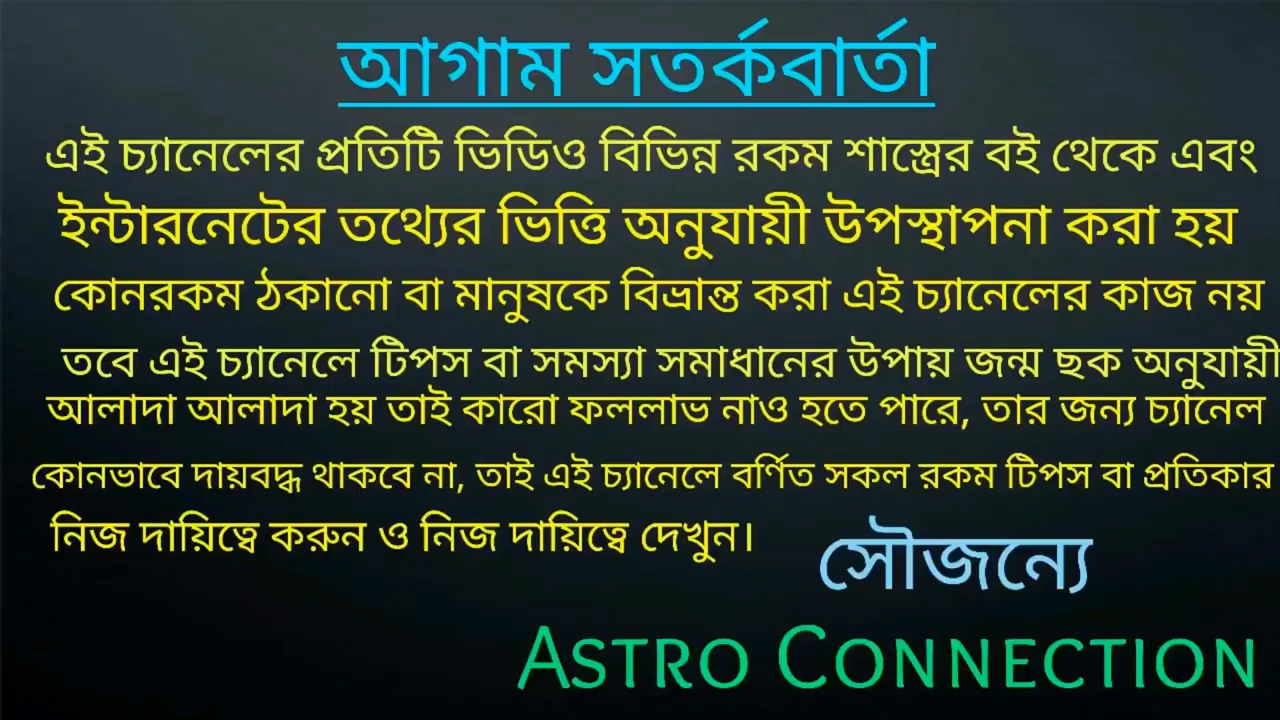 আগাম সতর্কবার্তা
এই চ্যানেলের প্রতিটি ভিডিও বিভিন্ন রকম শাস্ত্রের বই থেকে এবং
ইন্টারনেটের তথ্যের ভিত্তি অনুযায়ী উপস্থাপনা করা হয়
কোনরকম ঠকানো বা মানুষকে বিভ্রান্ত করা এই চ্যানেলের কাজ নয়
তবে এই চ্যানেলে টিপস বা সমস্যা সমাধানের উপায় জন্ম ছক অনুযায়ী
আলাদা আলাদা হয় তাই কারো ফললাভ নাও হতে পারে, তার জন্য চ্যানেল
কোনভাবে দায়বদ্ধ থাকবে না, তাই এই চ্যানেলে বর্ণিত সকল রকম টিপস বা প্রতিকার
নিজ দায়িত্বে করুন ও নিজ দায়িত্বে দেখুন।
সৌজন্যে
ASTRO CONNECTION